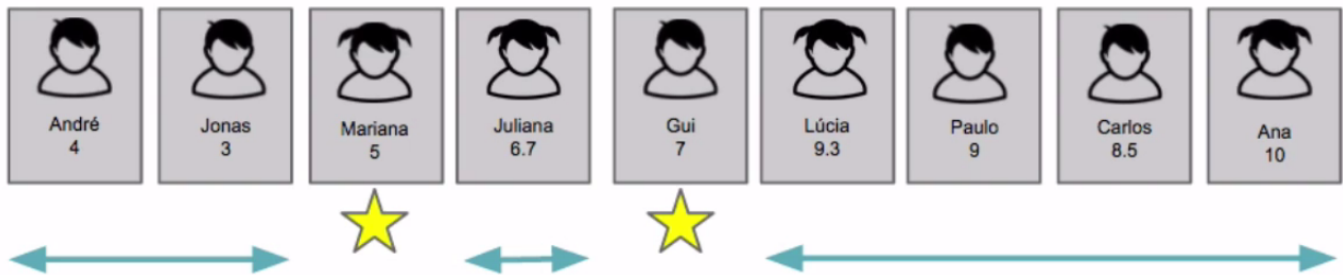 André
4
Jonas
3
Mariana
5
Juliana
6.7
Gui
7
Lúcia
9.3
Paulo
9
Carlos
8.5
Ana
10